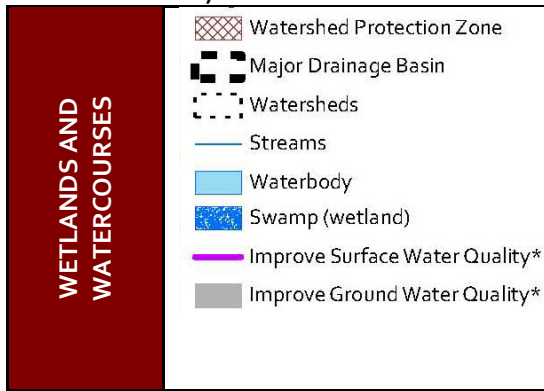 WETLANDS AND
WATERCOURSES
Watershed Protection Zone
Major Drainage Basin
Watersheds
Streams
Waterbody
Swamp (wetland)
Improve Surface Water Quality*
Improve Ground Water Quality*